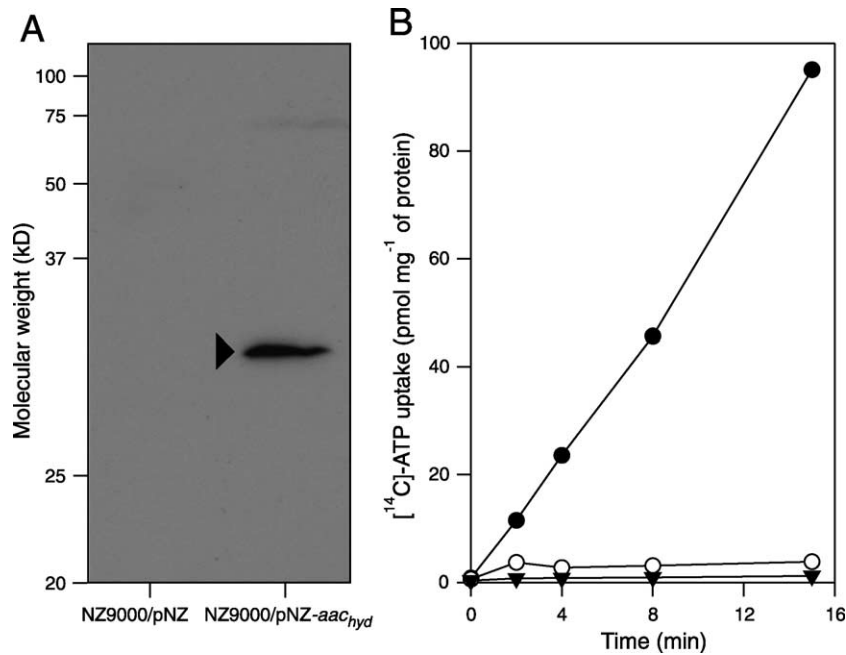 A
Molecular weight (kD)
100
75
50
37
25
20
NZ9000/pNZ NZ9000/pNZ-aac_hyd
B
[¹⁴C]-ATP uptake (pmol mg⁻¹ of protein)
100
80
60
40
20
0
0 4 8 12 16
Time (min)